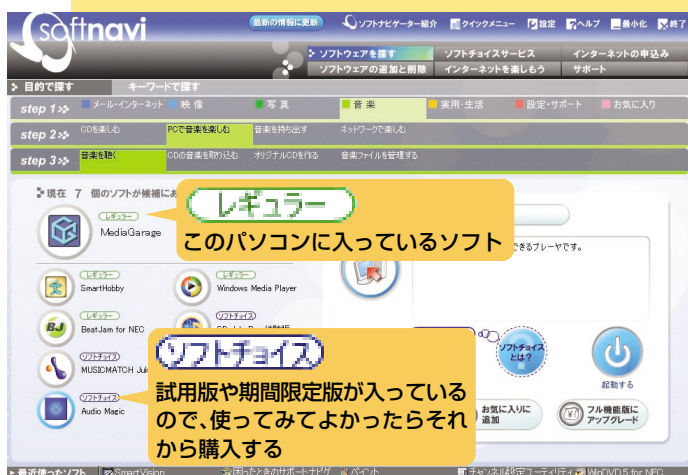 softnavi
最新の情報に更新 ソフトナビゲーター紹介 クイックメニュー 設定 ヘルプ 最小化 終了
ソフトウェアを探す ソフトチョイスサービス インターネットの申込み
ソフトウェアの追加と削除 インターネットを楽しもう サポート
目的で探す キーワードで探す
step 1 メール・インターネット 映像 写真 音楽 実用・生活 設定・サポート お気に入り
step 2 CDを楽しむ PCで音楽を楽しむ 音楽を持ち出す ネットワークで楽しむ
step 3 音楽を聴く CDの音楽を取り込む オリジナルCDを作る 音楽ファイルを管理する
現在 7 個のソフトが候補にあ
レギュラー
MediaGarage
レギュラー
このパソコンに入っているソフト
できるプレーヤです。
レギュラー
SmartHobby
レギュラー
Windows Media Player
レギュラー
BeatJam for NEC
ソフトチョイス
ソフトチョイス
MUSICMATCH Juk
ソフトチョイス
Audio Magic
ソフトチョイス
試用版や期間限定版が入っている
ので、使ってみてよかったらそれ
から購入する
ソフトチョイス
とは?
起動する
お気に入りに
追加
フル機能版に
アップグレード
最近使ったソフト SmartVision 困ったときのサポートナビゲ ペイント チャンネル設定ユーティリティ WinDVD 5 for NEC